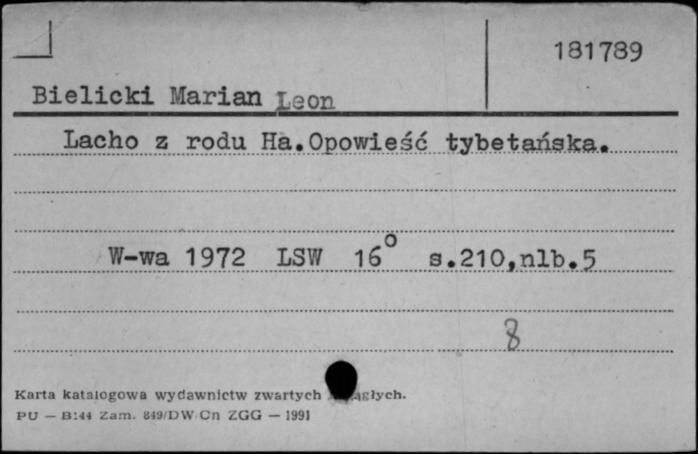 181789
Bielicki Marian Leon
Lacho z rodu Ha.Opowieść tybetańska.
W-wa 1972 LSW 16° s.210,nlb.5
8
Karta katalogowa wydawnictw zwartych
PU — B144 Zam. 849/DW/Cn ZGG — 1991